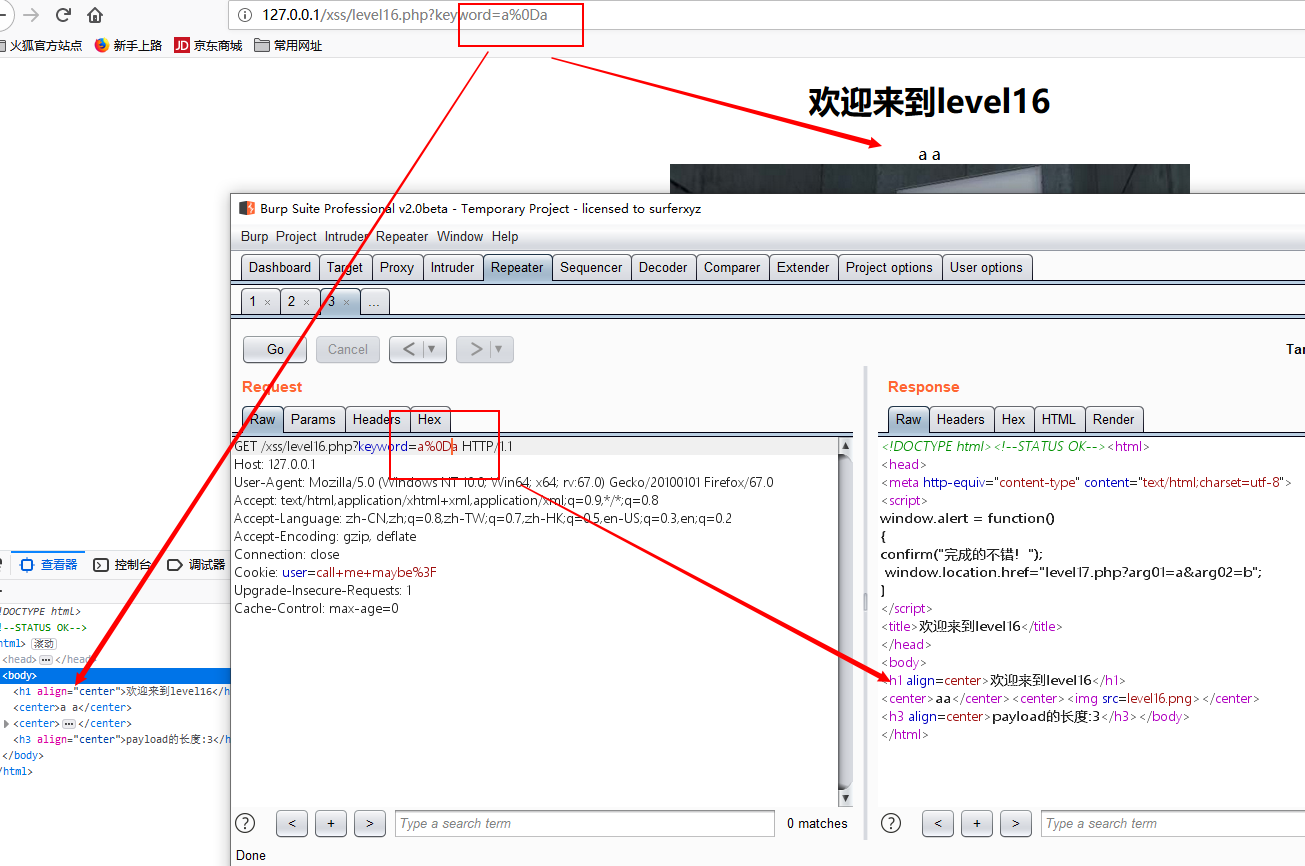 127.0.0.1/xss/level16.php?keyword=a%0Da
火狐官方站点 新手上路 JD 京东商城 常用网址
欢迎来到level16
a a
Burp Suite Professional v2.0beta - Temporary Project - licensed to surferxyz
Burp Project Intruder Repeater Window Help
Dashboard Target Proxy Intruder Repeater Sequencer Decoder Comparer Extender Project options User options
1 × 2 × 3 × ...
Go Cancel < ▼ > ▼
Request
Raw Params Headers Hex
GET /xss/level16.php?keyword=a%0Da HTTP/1.1
Host: 127.0.0.1
User-Agent: Mozilla/5.0 (Windows NT 10.0; Win64; x64; rv:67.0) Gecko/20100101 Firefox/67.0
Accept: text/html,application/xhtml+xml,application/xml;q=0.9,*/*;q=0.8
Accept-Language: zh-CN,zh;q=0.8,zh-TW;q=0.7,zh-HK;q=0.5,en-US;q=0.3,en;q=0.2
Accept-Encoding: gzip, deflate
Connection: close
Cookie: user=call+me+maybe%3F
Upgrade-Insecure-Requests: 1
Cache-Control: max-age=0
Response
Raw Headers Hex HTML Render
<!DOCTYPE html><!--STATUS OK--><html>
<head>
<meta http-equiv="content-type" content="text/html;charset=utf-8">
<script>
window.alert = function()
{
confirm("完成的不错！");
window.location.href="level17.php?arg01=a&arg02=b";
}
</script>
<title>欢迎来到level16</title>
</head>
<body>
<h1 align=center>欢迎来到level16</h1>
<center>aa</center><center><img src=level16.png></center>
<h3 align=center>payload的长度:3</h3></body>
</html>
查看器 控制台 调试器
!DOCTYPE html>
!--STATUS OK-->
html> 滚动
<head> ... </head>
<body>
<h1 align="center">欢迎来到level16</h
<center>a a</center>
<center> ... </center>
<h3 align="center">payload的长度:3</h
</body>
/html>
? < + > Type a search term 0 matches
? < + > Type a search term
Done